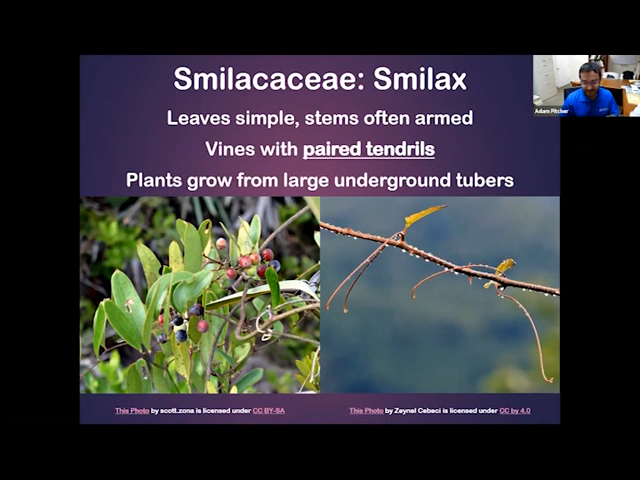 Smilacaceae: Smilax
Leaves simple, stems often armed
Vines with paired tendrils
Plants grow from large underground tubers
Adam Pitcher
This Photo by scott.zona is licensed under CC BY-SA
This Photo by Zeynel Cebeci is licensed under CC by 4.0